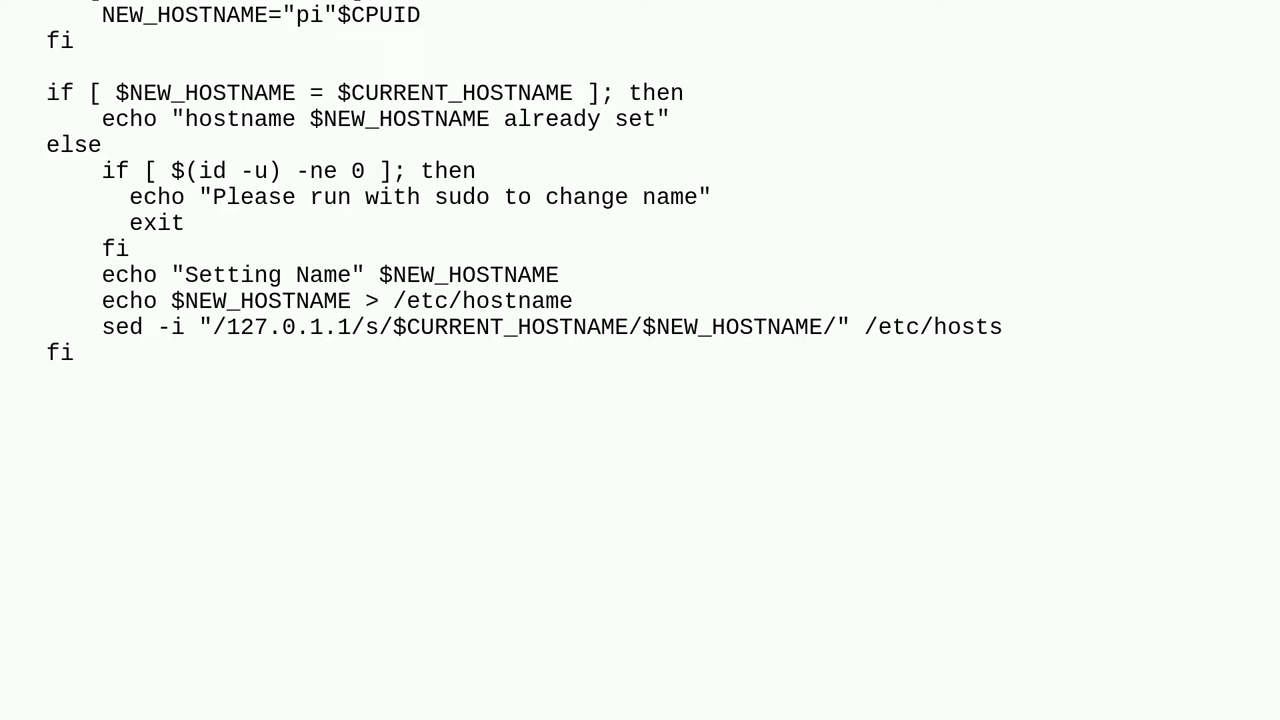 NEW_HOSTNAME="pi"$CPUID
fi
if [ $NEW_HOSTNAME = $CURRENT_HOSTNAME ]; then
echo "hostname $NEW_HOSTNAME already set"
else
if [ $(id -u) -ne 0 ]; then
echo "Please run with sudo to change name"
exit
fi
echo "Setting Name" $NEW_HOSTNAME
echo $NEW_HOSTNAME > /etc/hostname
sed -i "/127.0.1.1/s/$CURRENT_HOSTNAME/$NEW_HOSTNAME/" /etc/hosts
fi